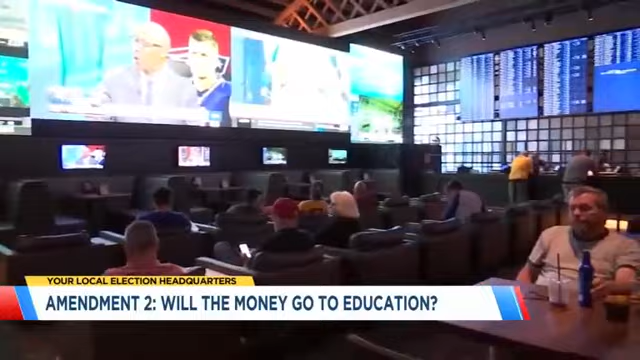 YOUR LOCAL ELECTION HEADQUARTERS
AMENDMENT 2: WILL THE MONEY GO TO EDUCATION?